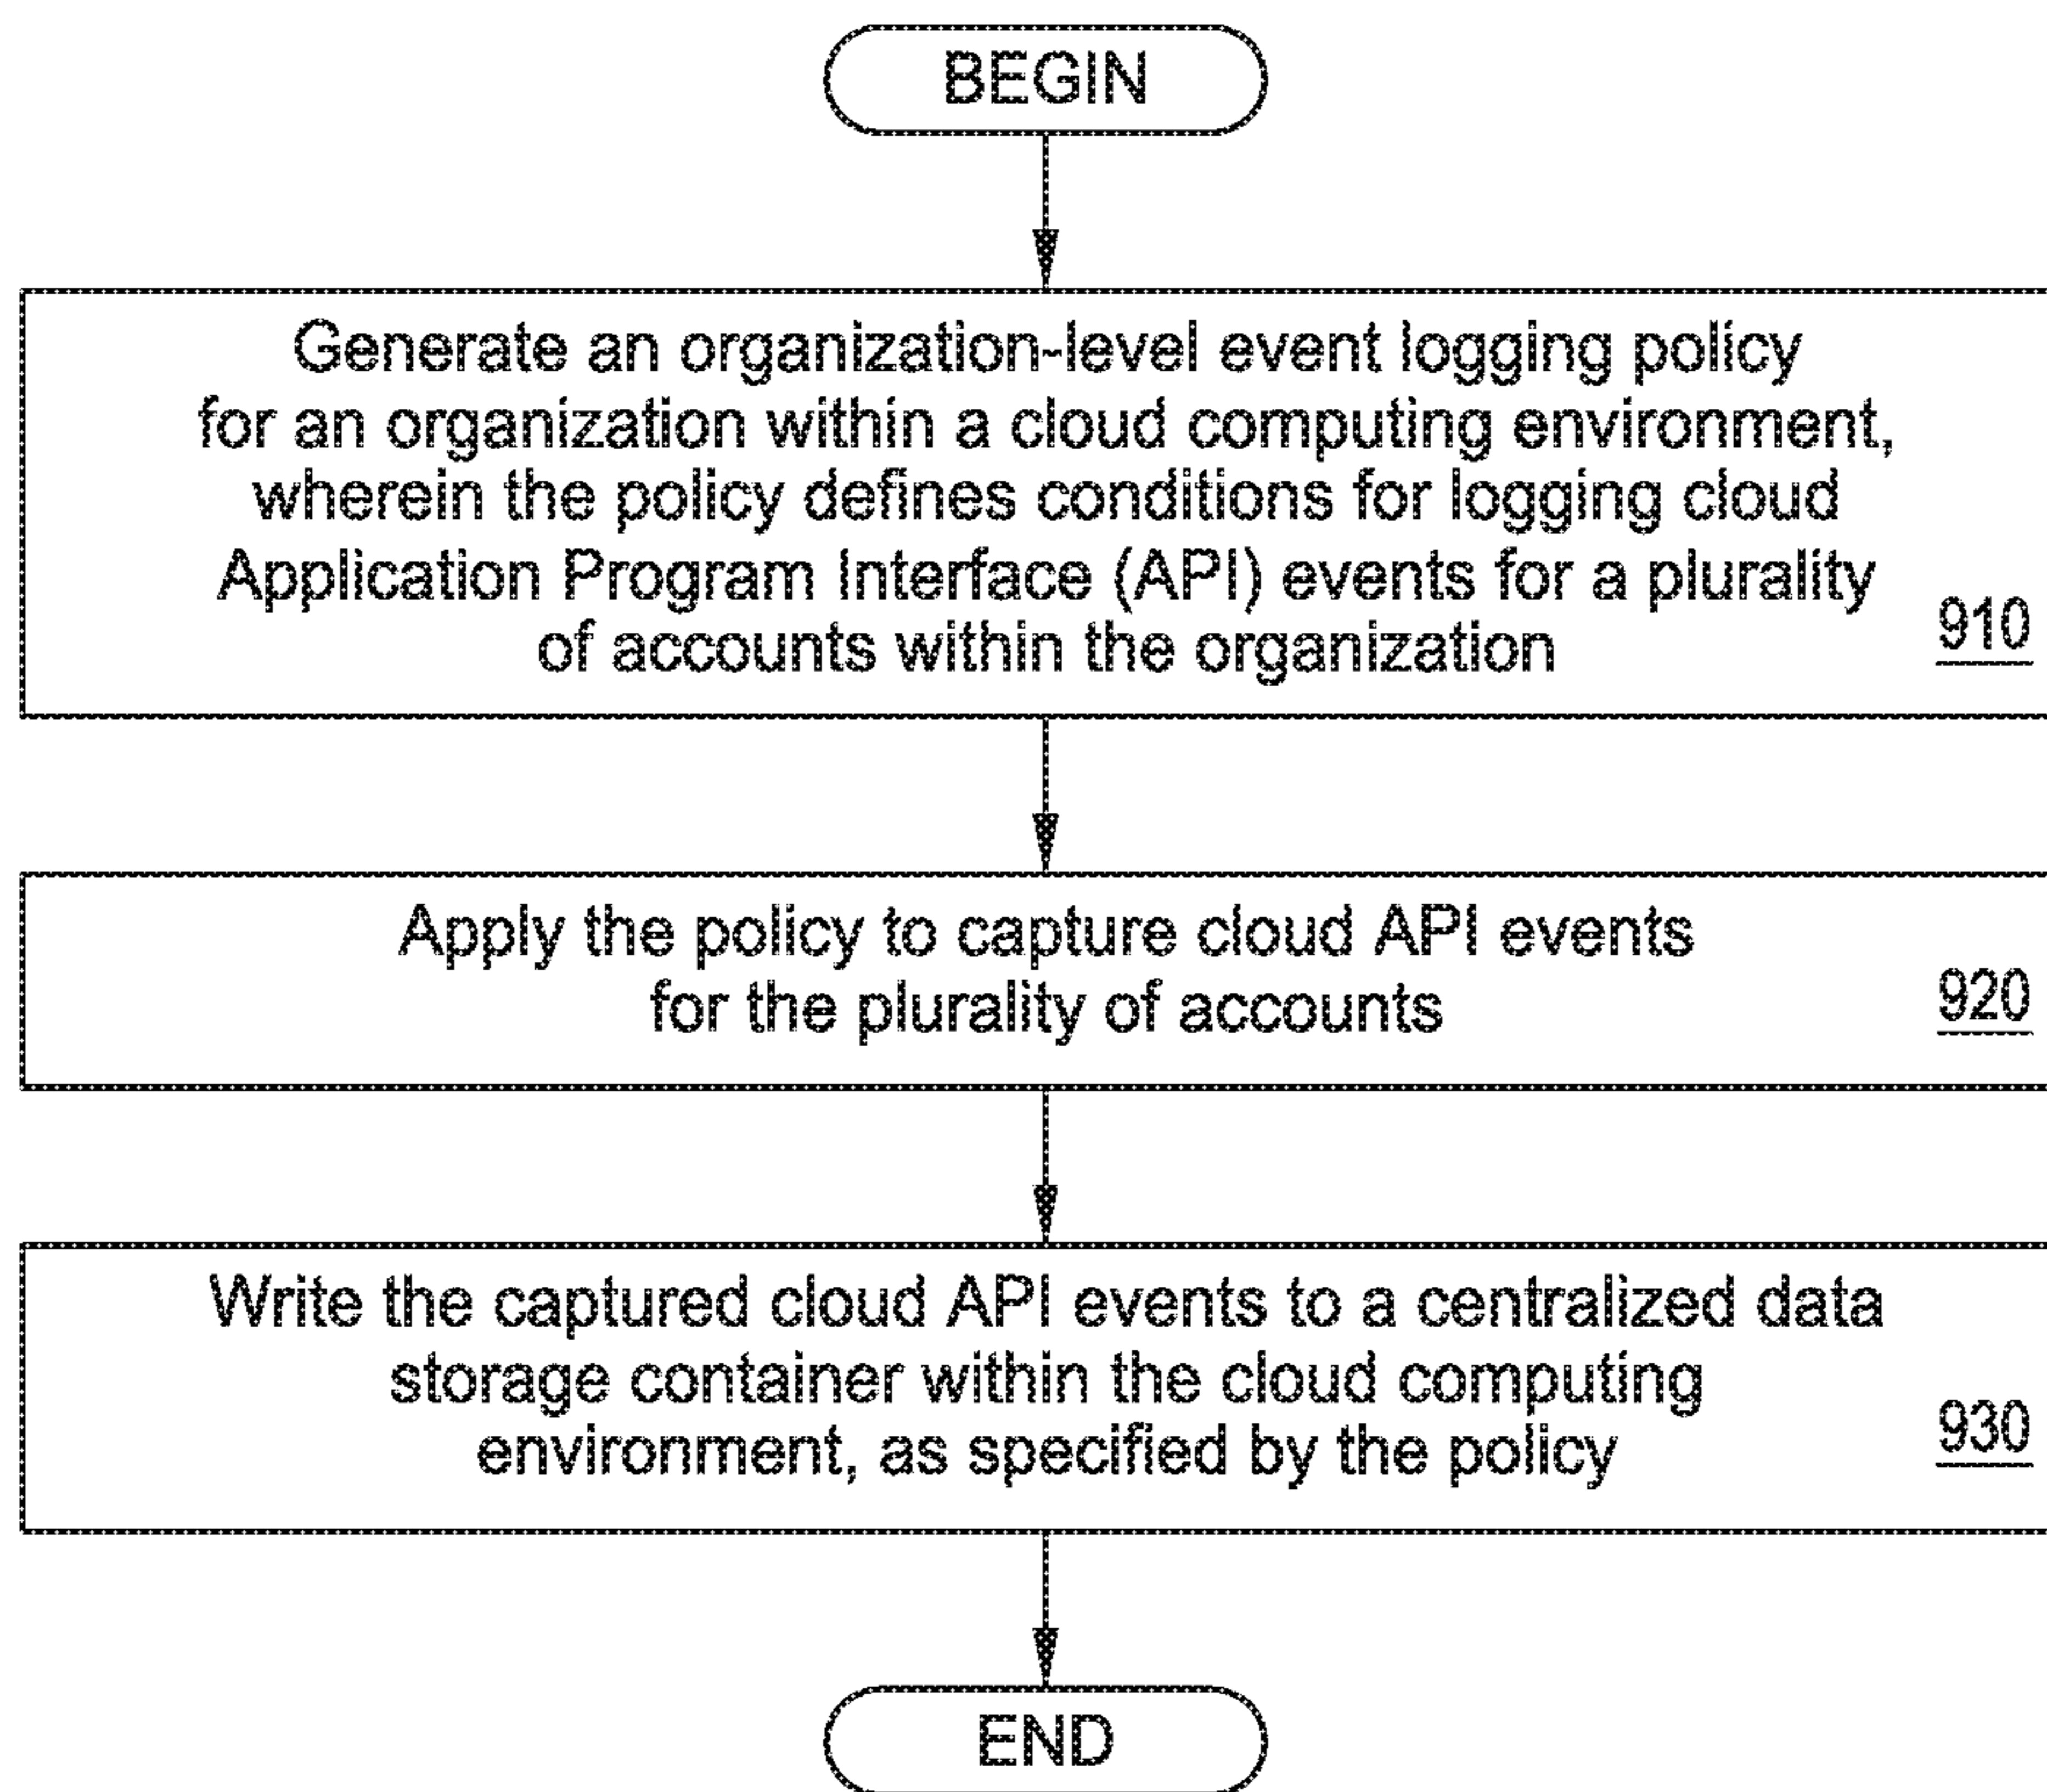 BEGIN
Generate an organization-level event logging policy
for an organization within a cloud computing environment,
wherein the policy defines conditions for logging cloud
Application Program Interface (API) events for a plurality
of accounts within the organization
910
Apply the policy to capture cloud API events
for the plurality of accounts
920
Write the captured cloud API events to a centralized data
storage container within the cloud computing
environment, as specified by the policy
930
END